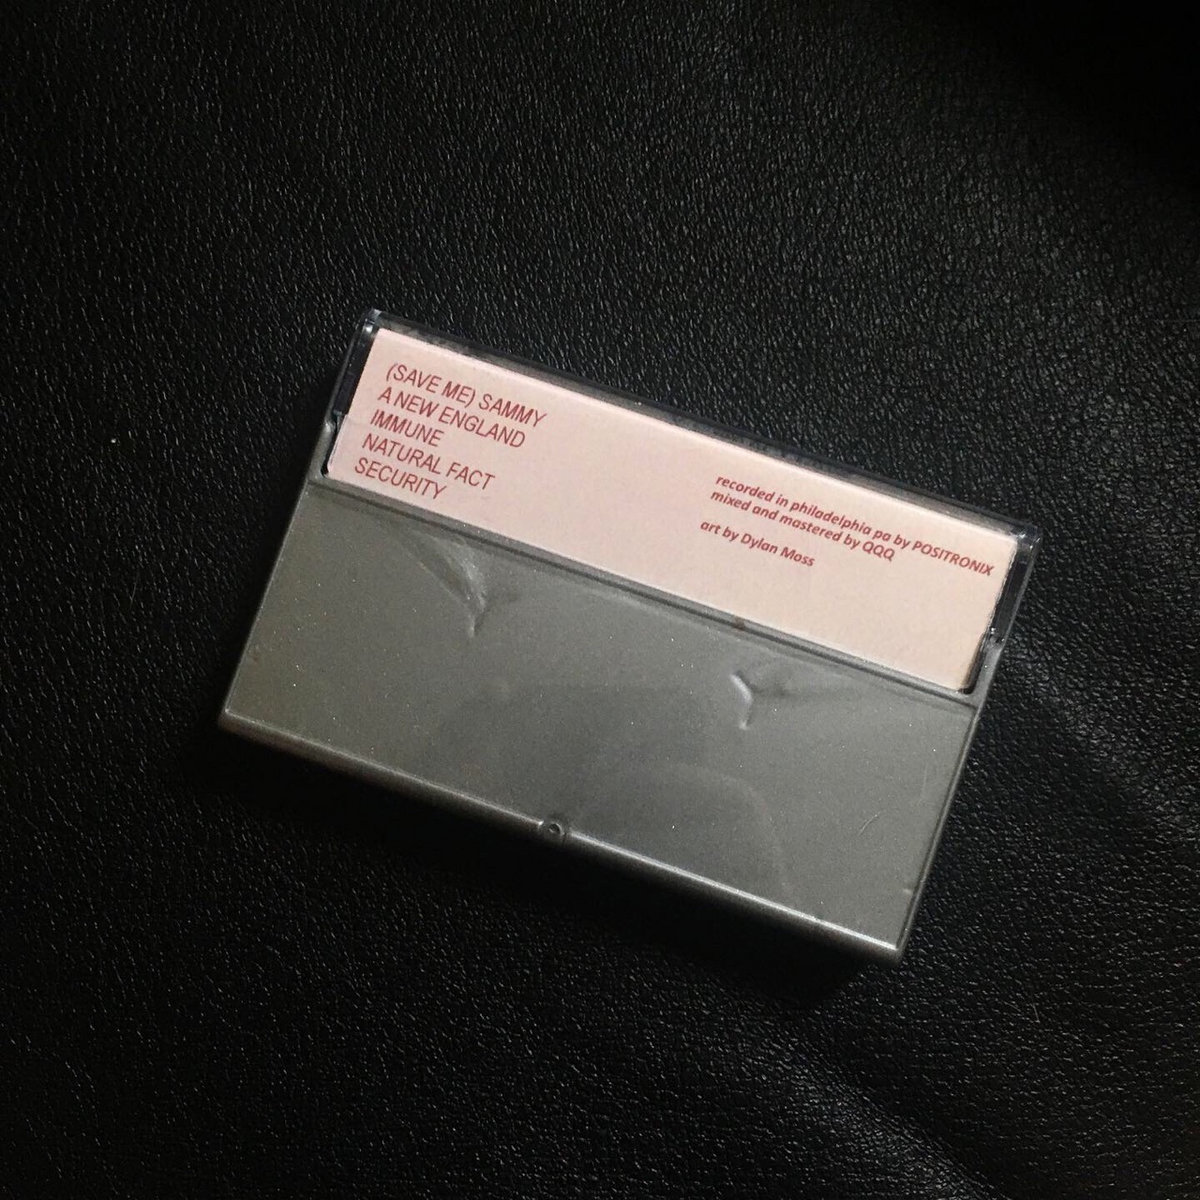 (SAVE ME) SAMMY
A NEW ENGLAND
IMMUNE
NATURAL FACT
SECURITY
recorded in philadelphia pa by POSITRONIX
mixed and mastered by QQQ
art by Dylan Moss